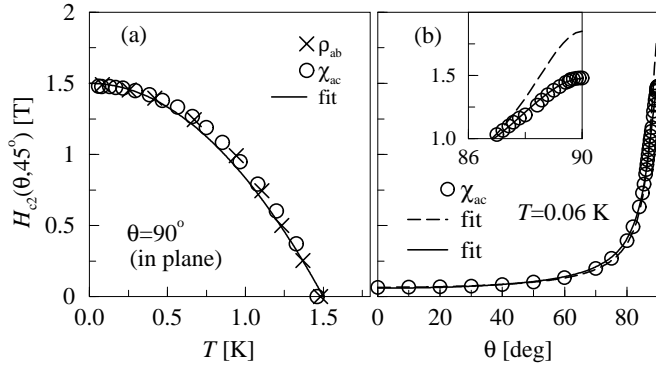 (a)
ρab
χac
fit
θ=90o
(in plane)
Hc2(θ,45o) [T]
2
1.5
1
0.5
0
0.0
0.5
1.0
1.5
T [K]
(b)
1.5
1.0
86
90
χac
fit
fit
T=0.06 K
0
20
40
60
80
θ [deg]